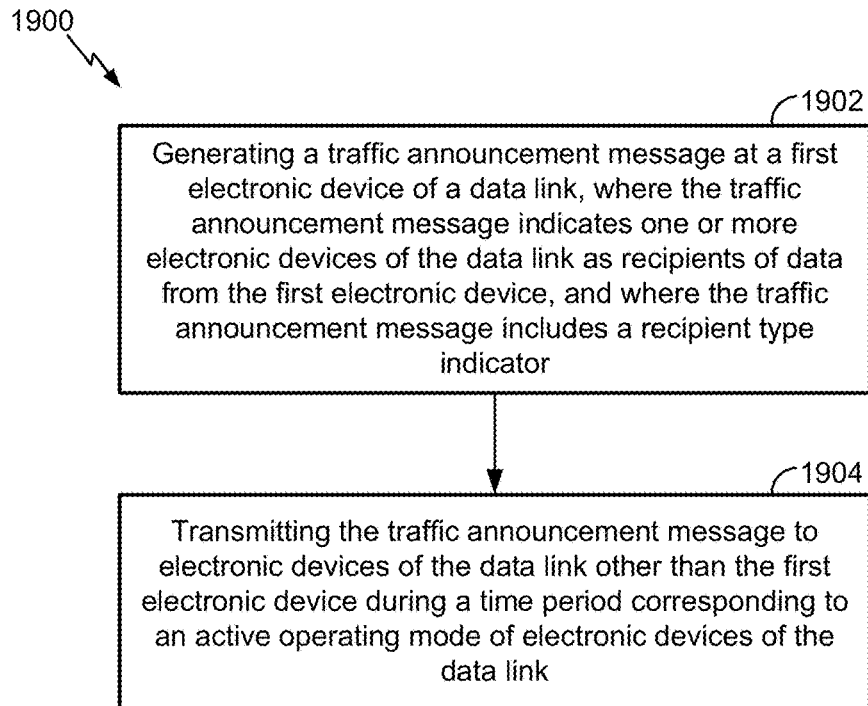 1900
1902
Generating a traffic announcement message at a first
electronic device of a data link, where the traffic
announcement message indicates one or more
electronic devices of the data link as recipients of data
from the first electronic device, and where the traffic
announcement message includes a recipient type
indicator
1904
Transmitting the traffic announcement message to
electronic devices of the data link other than the first
electronic device during a time period corresponding to
an active operating mode of electronic devices of the
data link